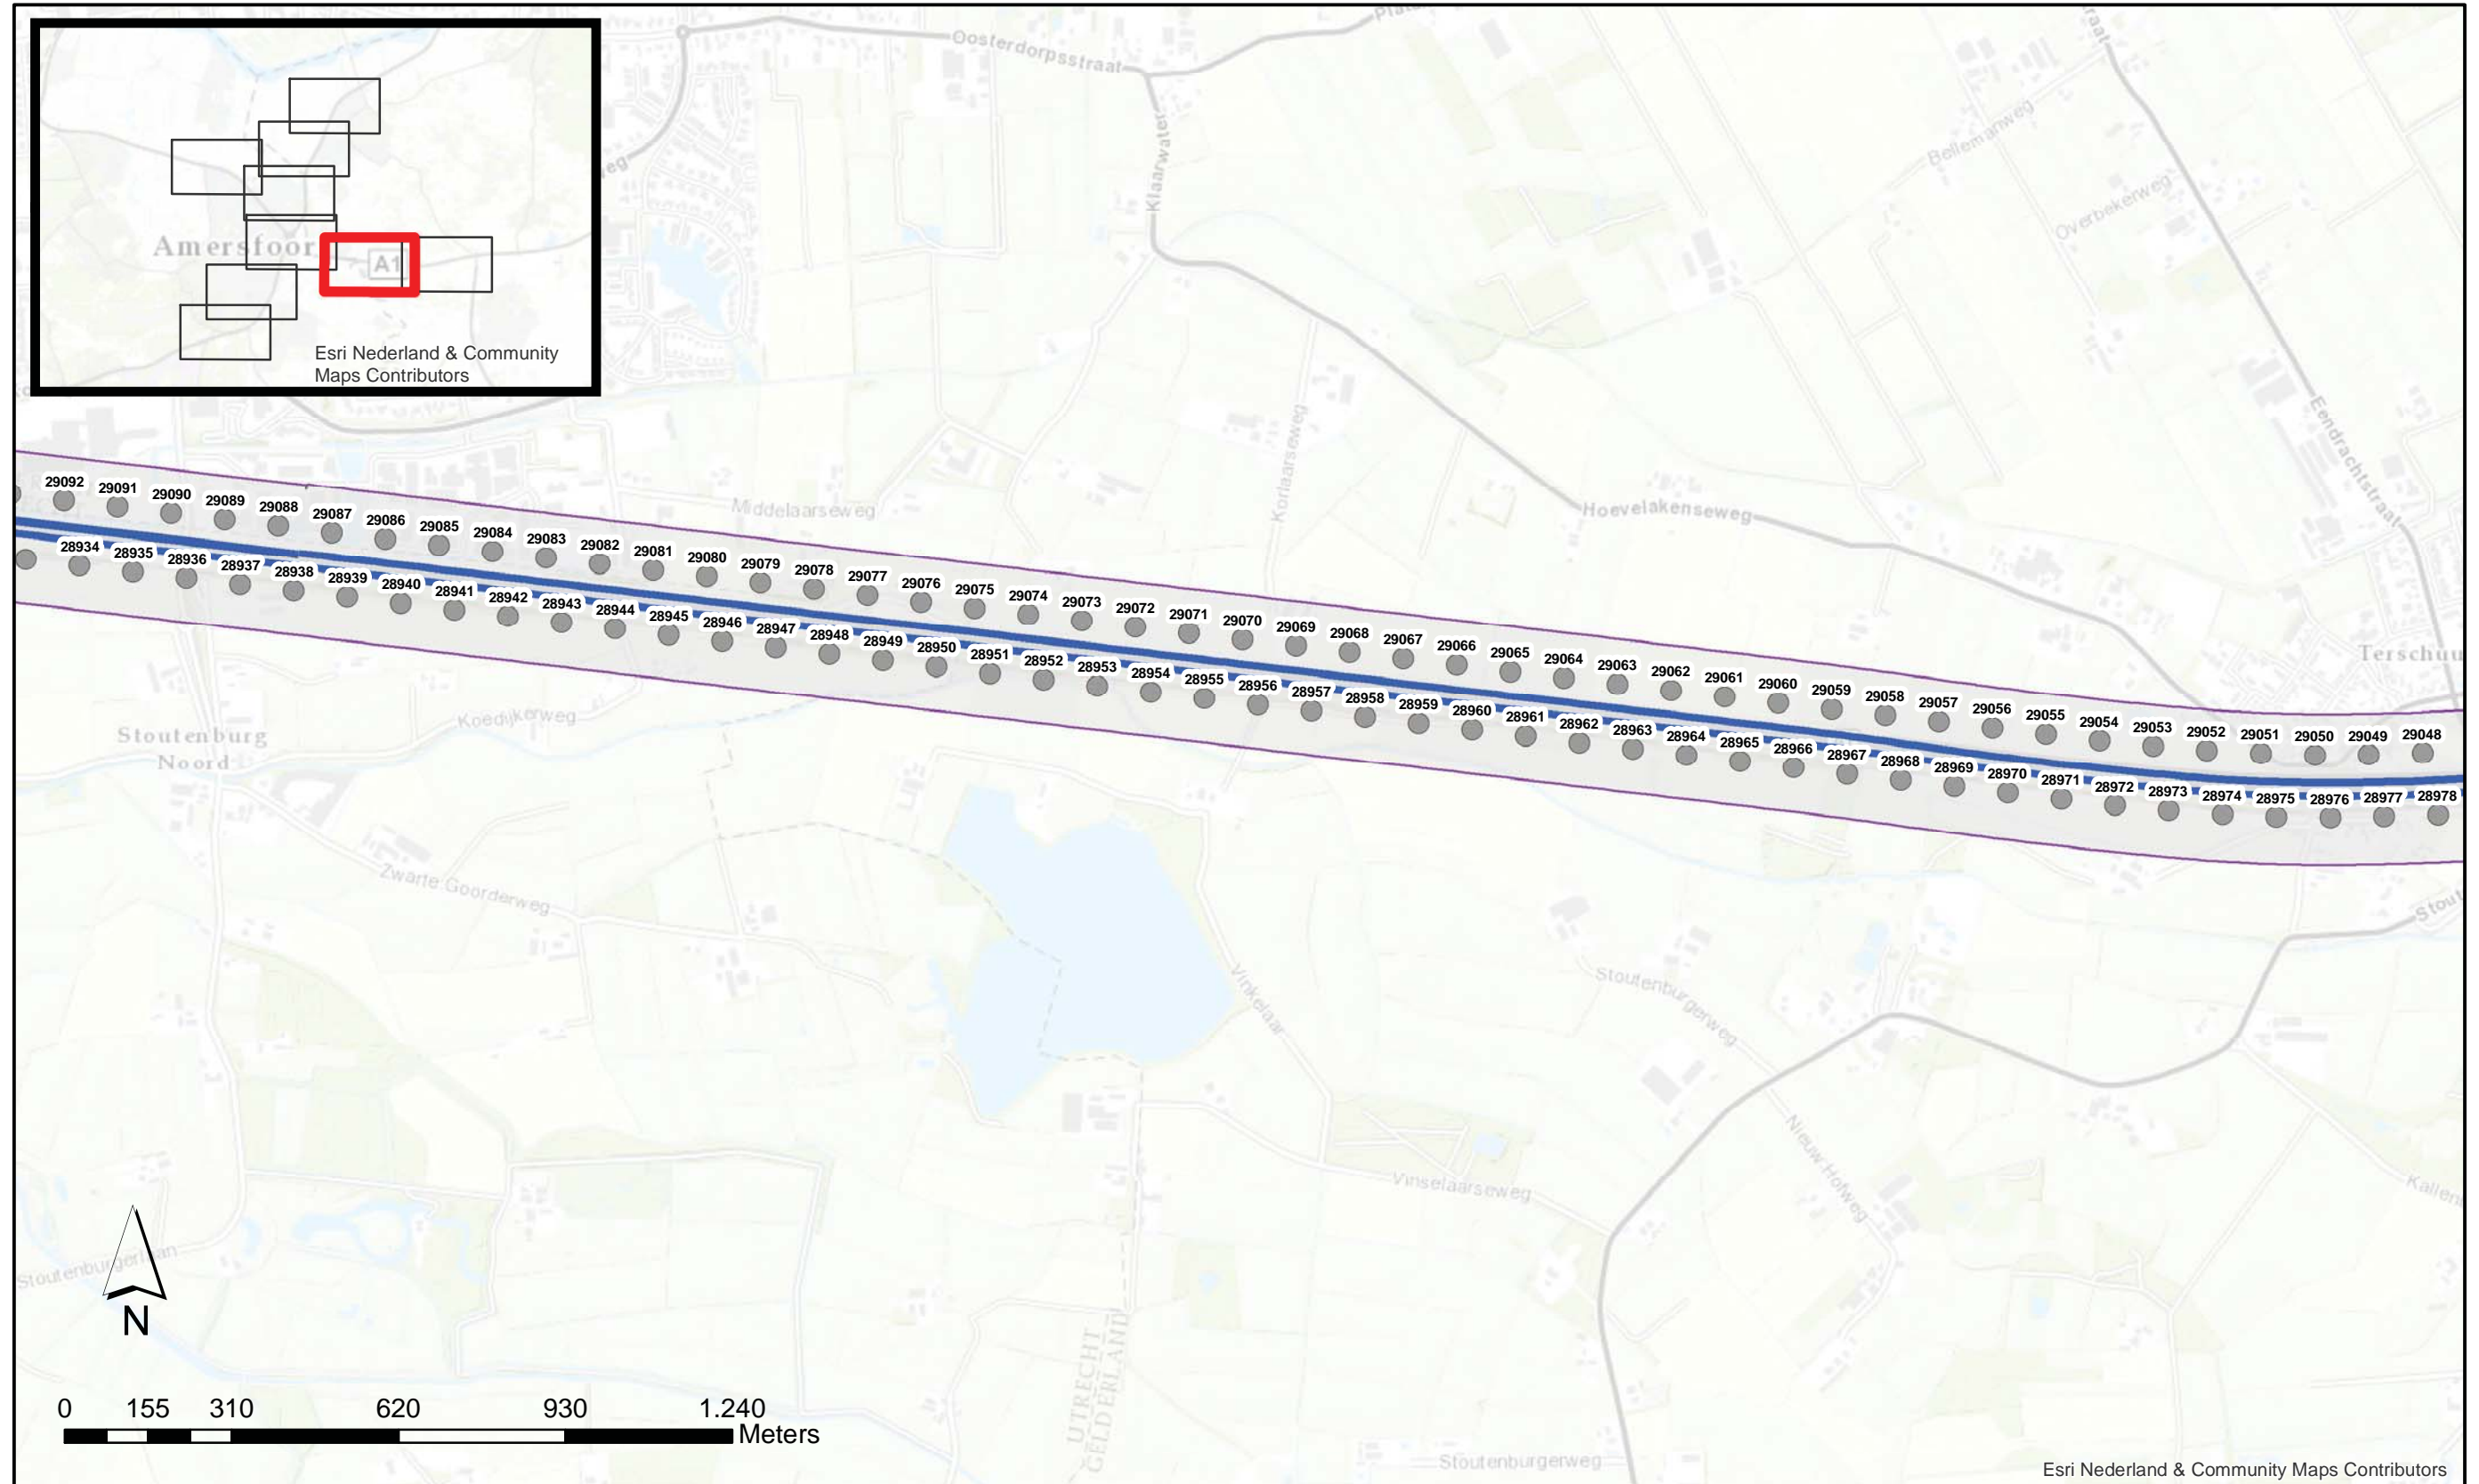 Oosterdorpsstraat
Klaarwater
Bellemanweg
Overbekerweg
Eendrachtstraat
Amersfoor
A1
Esri Nederland & Community
Maps Contributors
Korlaarseweg
Middelaarseweg
Hoevelakenseweg
29092 29091 29090 29089 29088 29087 29086 29085 29084 29083 29082 29081 29080 29079 29078 29077 29076 29075 29074 29073 29072 29071 29070 29069 29068 29067 29066 29065 29064 29063 29062 29061 29060 29059 29058 29057 29056 29055 29054 29053 29052 29051 29050 29049 29048
28934 28935 28936 28937 28938 28939 28940 28941 28942 28943 28944 28945 28946 28947 28948 28949 28950 28951 28952 28953 28954 28955 28956 28957 28958 28959 28960 28961 28962 28963 28964 28965 28966 28967 28968 28969 28970 28971 28972 28973 28974 28975 28976 28977 28978
Terschuu
Koedijkerweg
Stoutenburg
Noord
Zwarte Goorderweg
Stout
Vinkelaar
Stoutenburgerweg
Nieuw Hofweg
Vinselaarseweg
Kallen
Stoutenburgerlaan
N
UTRECHT
GELDERLAND
0 155 310 620 930 1.240
Meters
Stoutenburgerweg
Esri Nederland & Community Maps Contributors